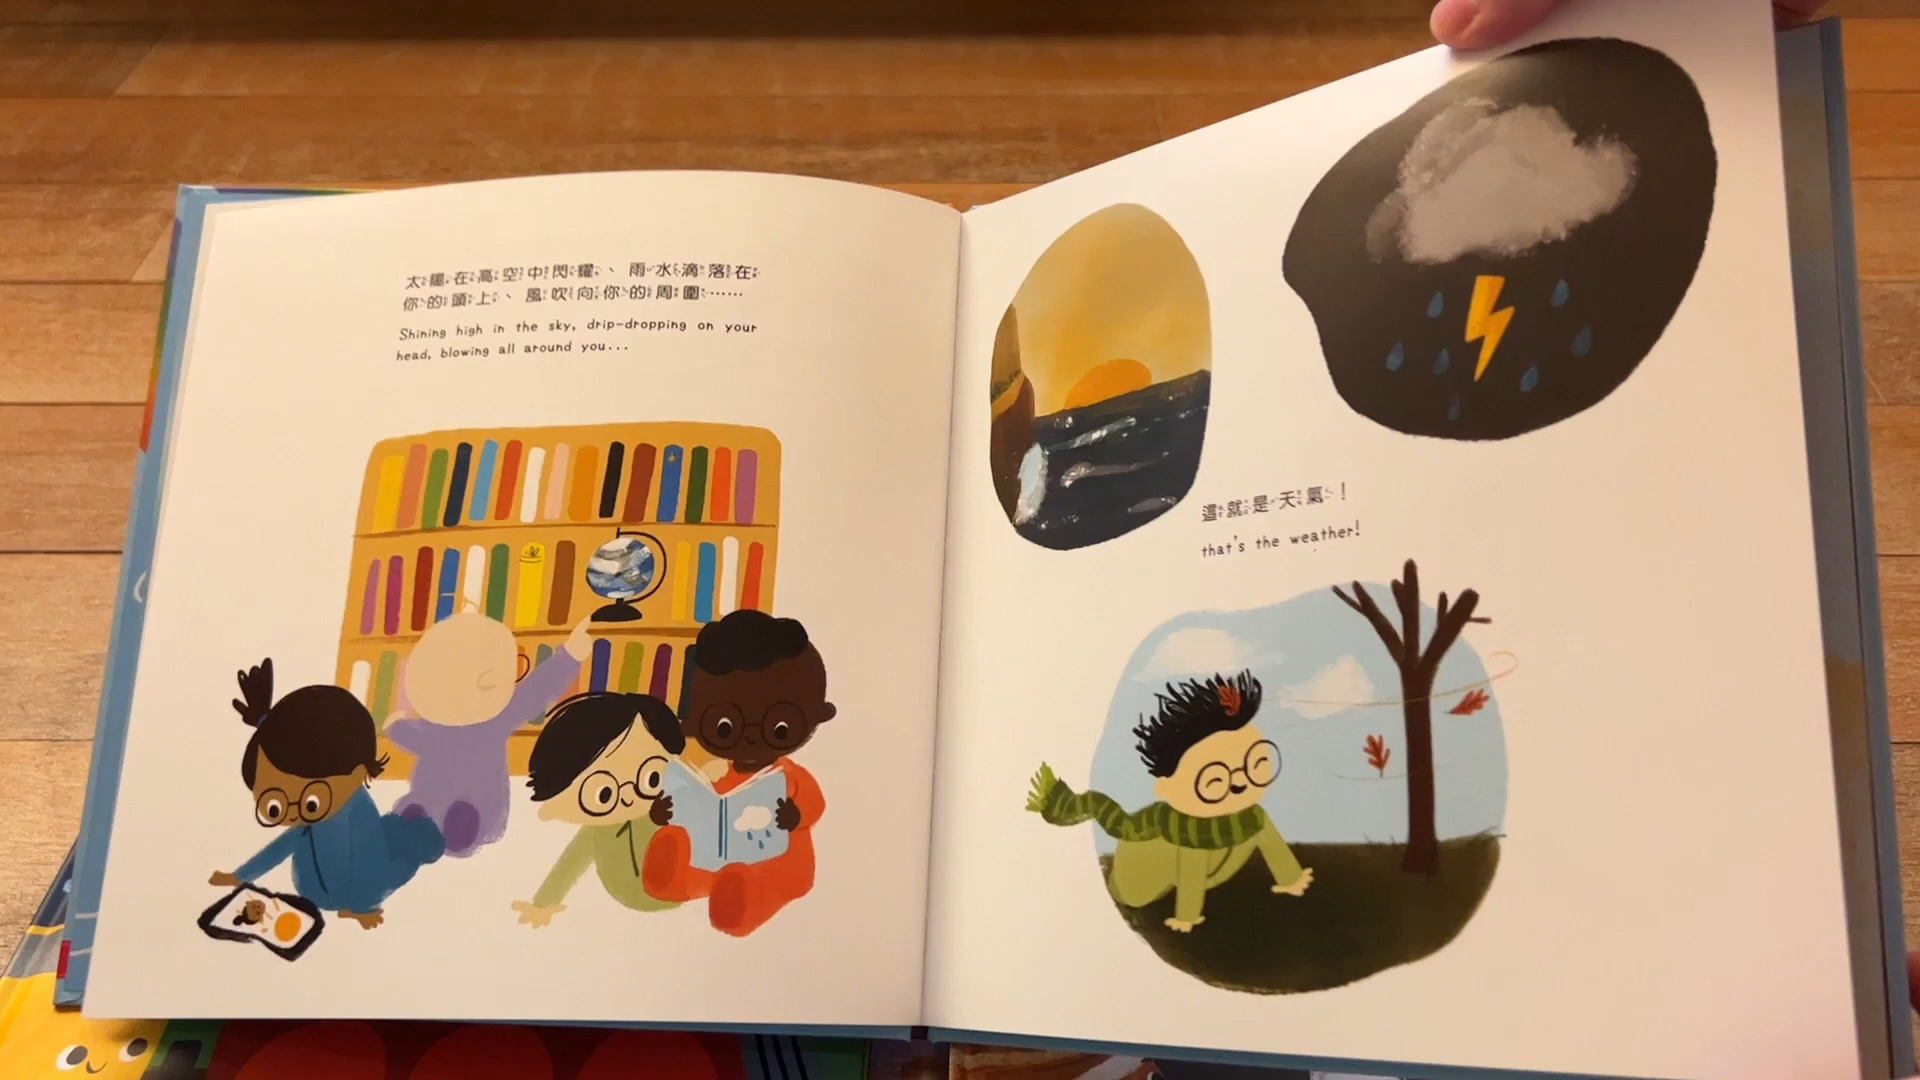 太陽在高空中閃耀、雨水滴落在
你的頭上、風吹向你的周圍……
Shining high in the sky, drip-dropping on your
head, blowing all around you...
這就是天氣！
that's the weather!